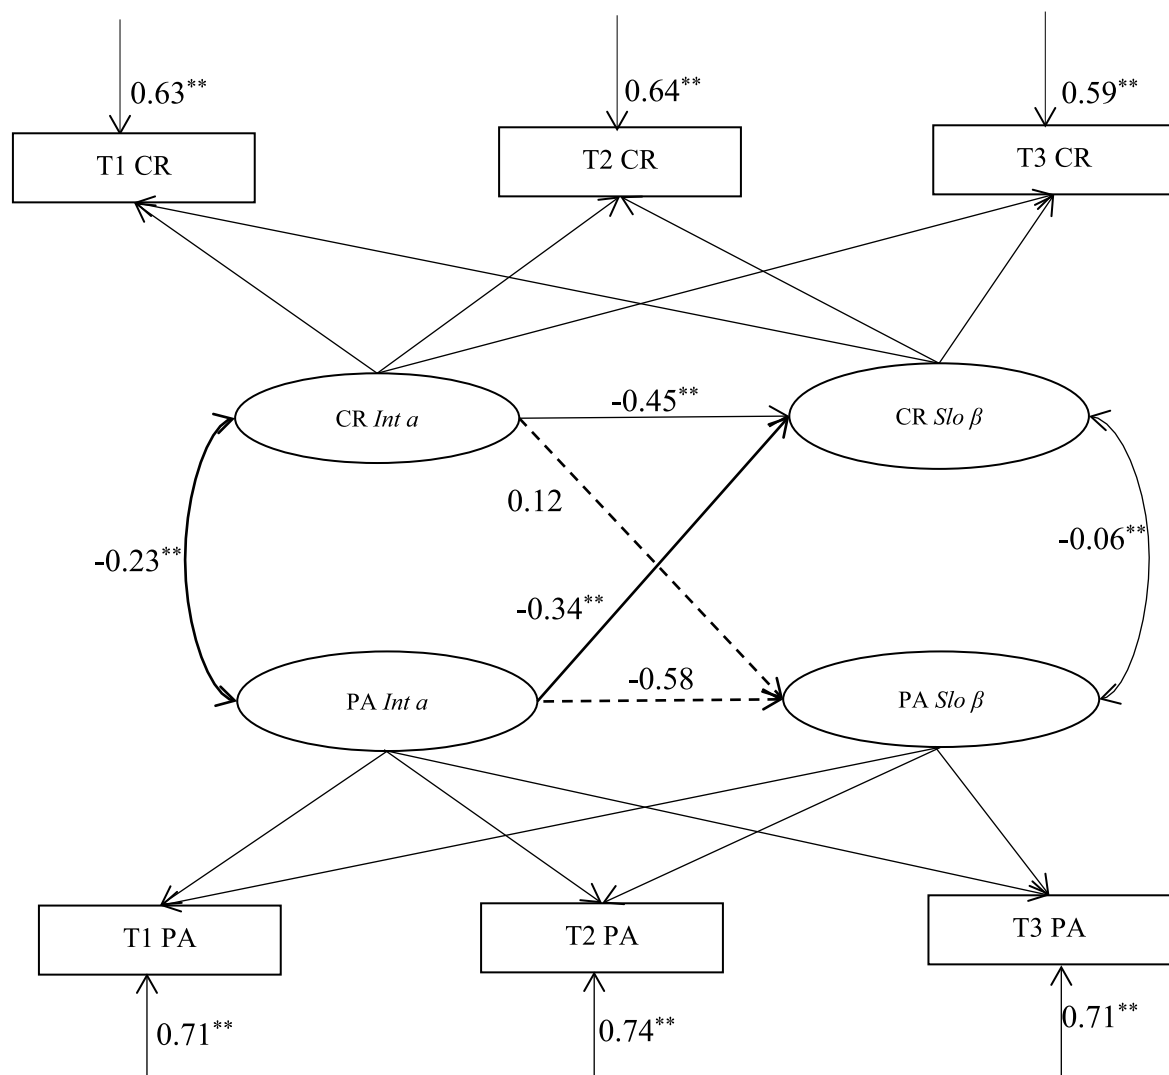 0.63**
0.64**
0.59**
T1 CR
T2 CR
T3 CR
CR Int a
-0.45**
CR Slo β
0.12
-0.23**
-0.06**
-0.34**
PA Int a
-0.58
PA Slo β
T1 PA
T2 PA
T3 PA
0.71**
0.74**
0.71**